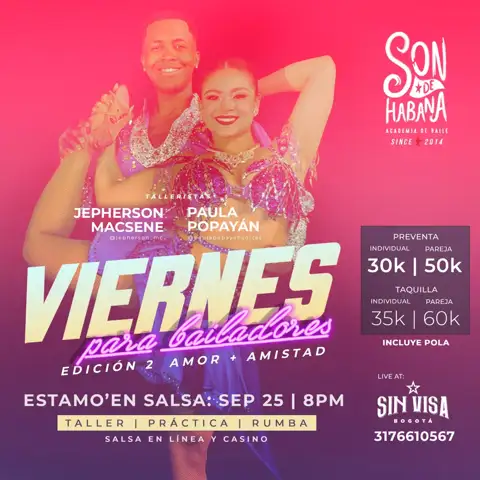 SON
DE
HABANA
ACADEMIA DE BAILE
SINCE 2014
TALLERISTAS
JEPHERSON
MACSENE
PAULA
POPAYÁN
VIERNES
para bailadores
EDICIÓN 2 AMOR + AMISTAD
ESTAMO'EN SALSA: SEP 25 | 8PM
TALLER | PRÁCTICA | RUMBA
SALSA EN LÍNEA Y CASINO
PREVENTA
INDIVIDUAL PAREJA
30k | 50k
TAQUILLA
INDIVIDUAL PAREJA
35k | 60k
INCLUYE POLA
LIVE AT:
SIN VISA
BOGOTÁ
3176610567